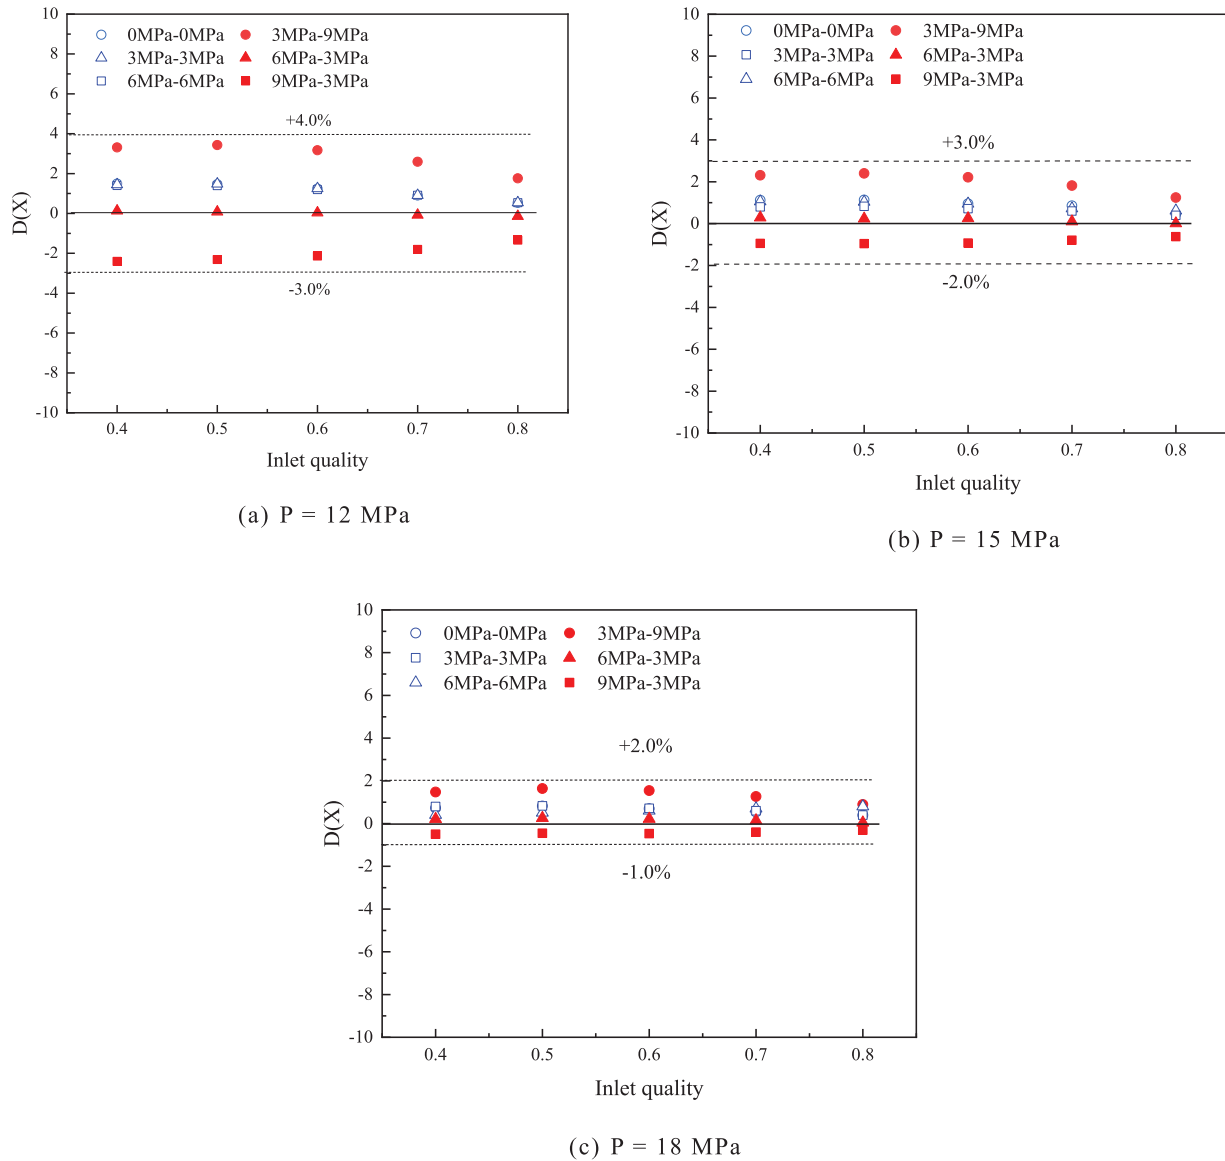 10
8
6
4
2
0
-2
-4
-6
-8
-10
D(X)
0MPa-0MPa 3MPa-9MPa
3MPa-3MPa 6MPa-3MPa
6MPa-6MPa 9MPa-3MPa
+4.0%
-3.0%
0.4 0.5 0.6 0.7 0.8
Inlet quality
(a) P = 12 MPa
10
8
6
4
2
0
-2
-4
-6
-8
-10
D(X)
0MPa-0MPa 3MPa-9MPa
3MPa-3MPa 6MPa-3MPa
6MPa-6MPa 9MPa-3MPa
+3.0%
-2.0%
0.4 0.5 0.6 0.7 0.8
Inlet quality
(b) P = 15 MPa
10
8
6
4
2
0
-2
-4
-6
-8
-10
D(X)
0MPa-0MPa 3MPa-9MPa
3MPa-3MPa 6MPa-3MPa
6MPa-6MPa 9MPa-3MPa
+2.0%
-1.0%
0.4 0.5 0.6 0.7 0.8
Inlet quality
(c) P = 18 MPa